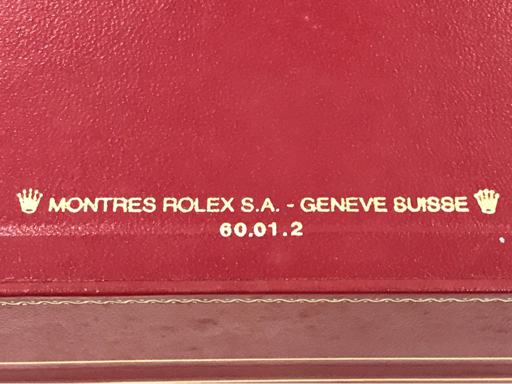 MONTRES ROLEX S.A. - GENEVE SUISSE
60.01.2